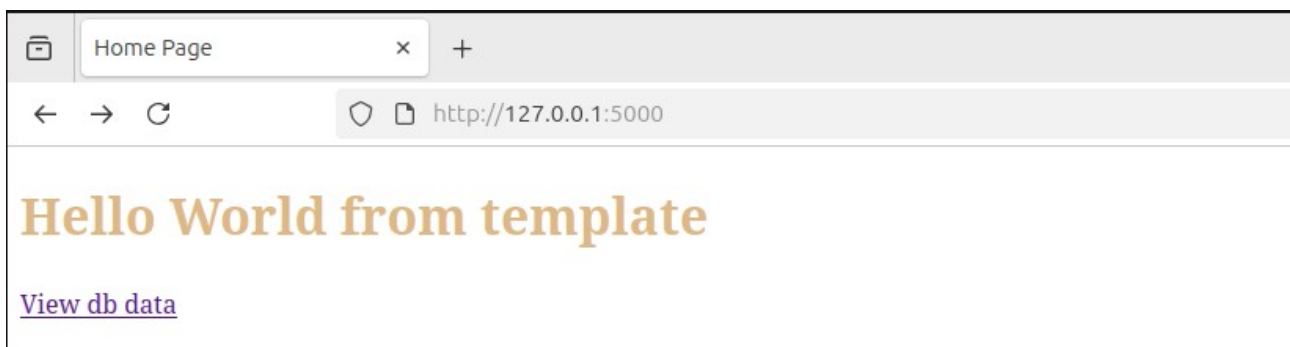 Home Page
http://127.0.0.1:5000
Hello World from template
View db data